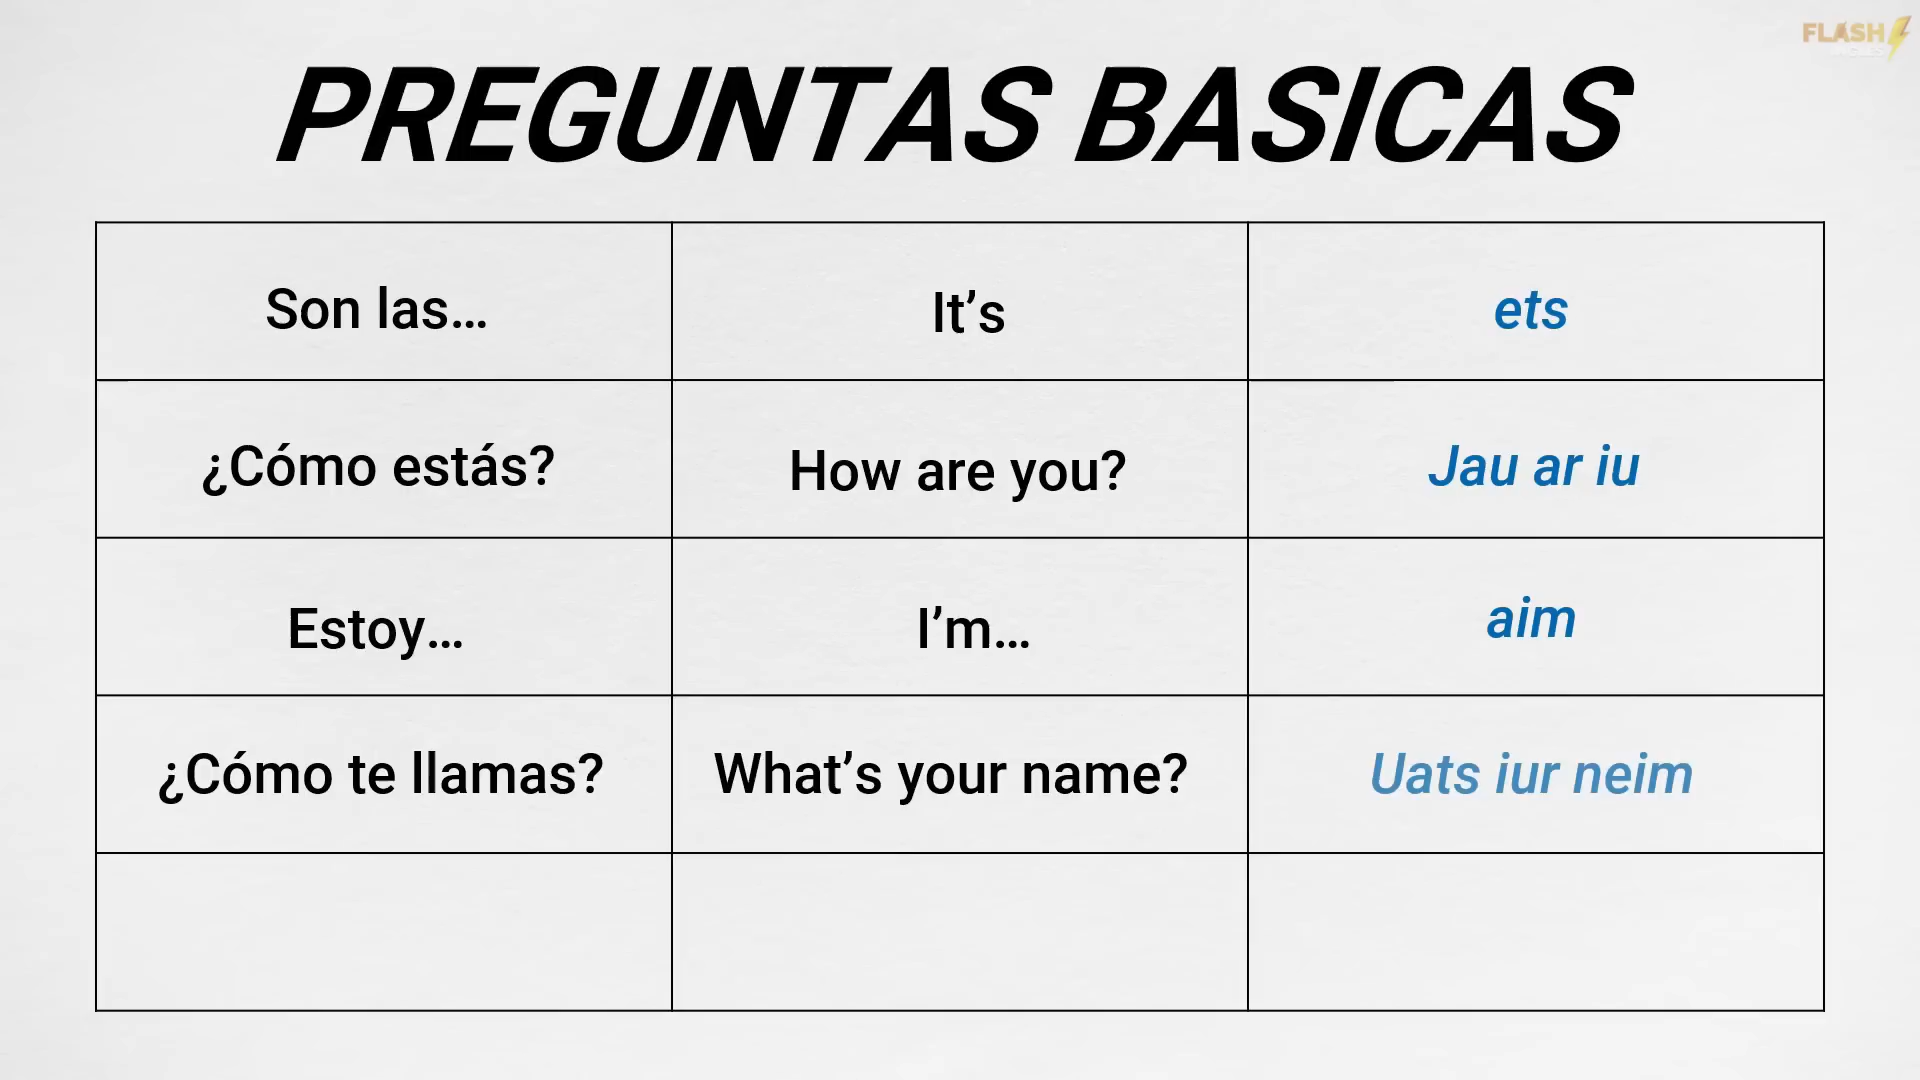 FLASH
INGLES
PREGUNTAS BASICAS
Son las...
It’s
ets
¿Cómo estás?
How are you?
Jau ar iu
Estoy...
I’m...
aim
¿Cómo te llamas?
What’s your name?
Uats iur neim